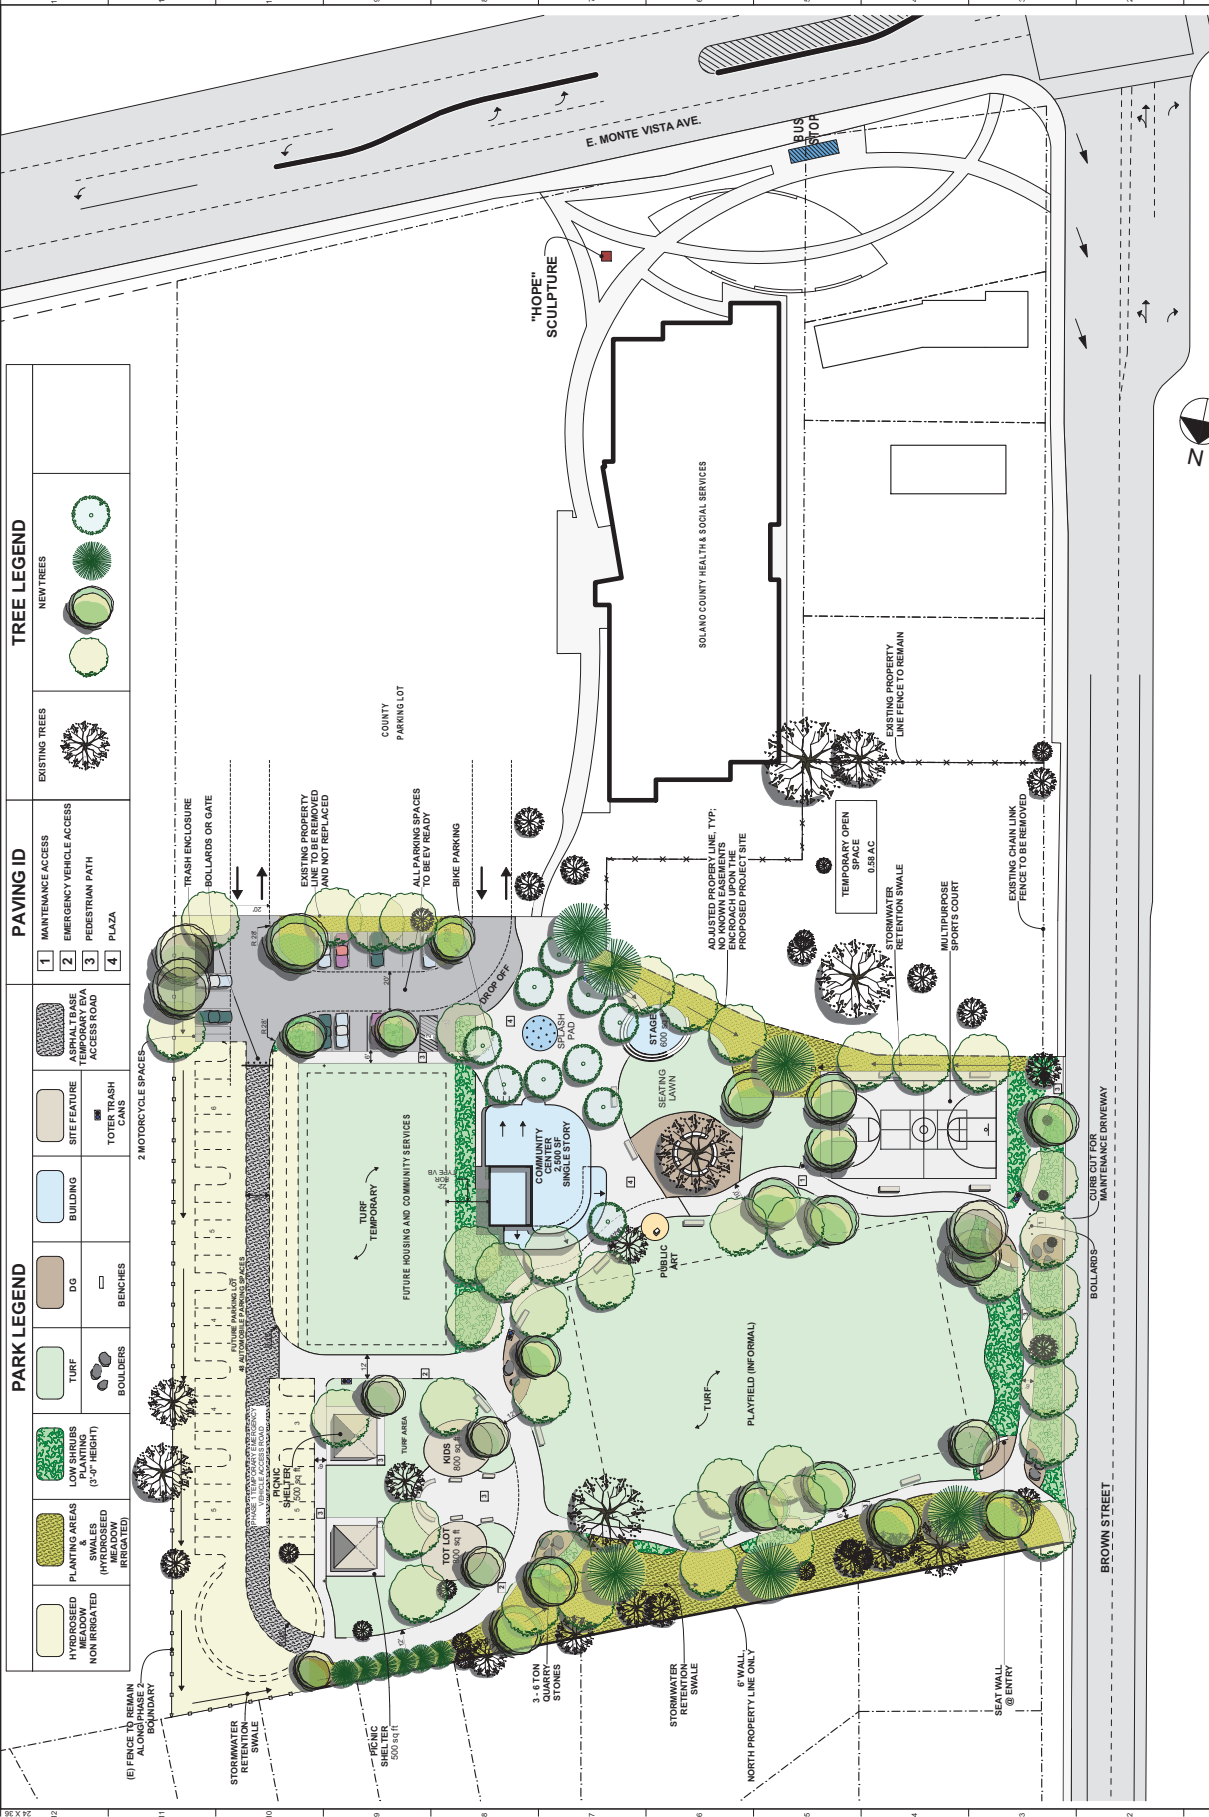 PARK LEGEND
HYRDROSEED
MEADOW
NON IRRIGATED
PLANTING AREAS
&
SWALES
(HYRDROSEED
MEADOW
IRRIGATED)
LOW SHRUBS
PLANTING
(3'-0" HEIGHT)
TURF
BOULDERS
DG
BENCHES
BUILDING
SITE FEATURE
TOTER TRASH
CANS
ASPHALT BASE
TEMPORARY EVA
ACCESS ROAD
PAVING ID
1 MAINTENANCE ACCESS
2 EMERGENCY VEHICLE ACCESS
3 PEDESTRIAN PATH
4 PLAZA
TREE LEGEND
EXISTING TREES
NEW TREES
(E) FENCE TO REMAIN
ALONG PHASE 2
BOUNDARY
STORMWATER
RETENTION
SWALE
PICNIC
SHELTER
500 sq ft
2 MOTORCYCLE SPACES
TRASH ENCLOSURE
BOLLARDS OR GATE
EXISTING PROPERTY
LINE TO BE REMOVED
AND NOT REPLACED
ALL PARKING SPACES
TO BE EV READY
BIKE PARKING
COUNTY
PARKING LOT
FUTURE PARKING LOT
48 AUTOMOBILE PARKING SPACES
PHASE 1 TEMPORARY EMERGENCY
VEHICLE ACCESS ROAD
PICNIC
SHELTER
500 sq ft
TURF AREA
KIDS
800 sq ft
TOT LOT
TURF
TEMPORARY
FUTURE HOUSING AND COMMUNITY SERVICES
DROP OFF
SPLASH
PAD
STAGE
COMMUNITY
CENTER
2,500 SF
SINGLE STORY
SEATING
LAWN
PUBLIC
ART
TURF
PLAYFIELD (INFORMAL)
3 - 6 TON
QUARRY
STONES
STORMWATER
RETENTION
SWALE
6' WALL,
NORTH PROPERTY LINE ONLY
SEAT WALL
@ ENTRY
BOLLARDS
CURB CUT FOR
MAINTENANCE DRIVEWAY
MULTIPURPOSE
SPORTS COURT
STORMWATER
RETENTION SWALE
ADJUSTED PROPERTY LINE, TYP;
NO KNOWN EASEMENTS
ENCROACH UPON THE
PROPOSED PROJECT SITE
TEMPORARY OPEN
SPACE
0.58 AC
EXISTING CHAIN LINK
FENCE TO BE REMOVED
EXISTING PROPERTY
LINE FENCE TO REMAIN
SOLANO COUNTY HEALTH & SOCIAL SERVICES
"HOPE"
SCULPTURE
BUS
STOP
E. MONTE VISTA AVE.
BROWN STREET
N
24 X 36